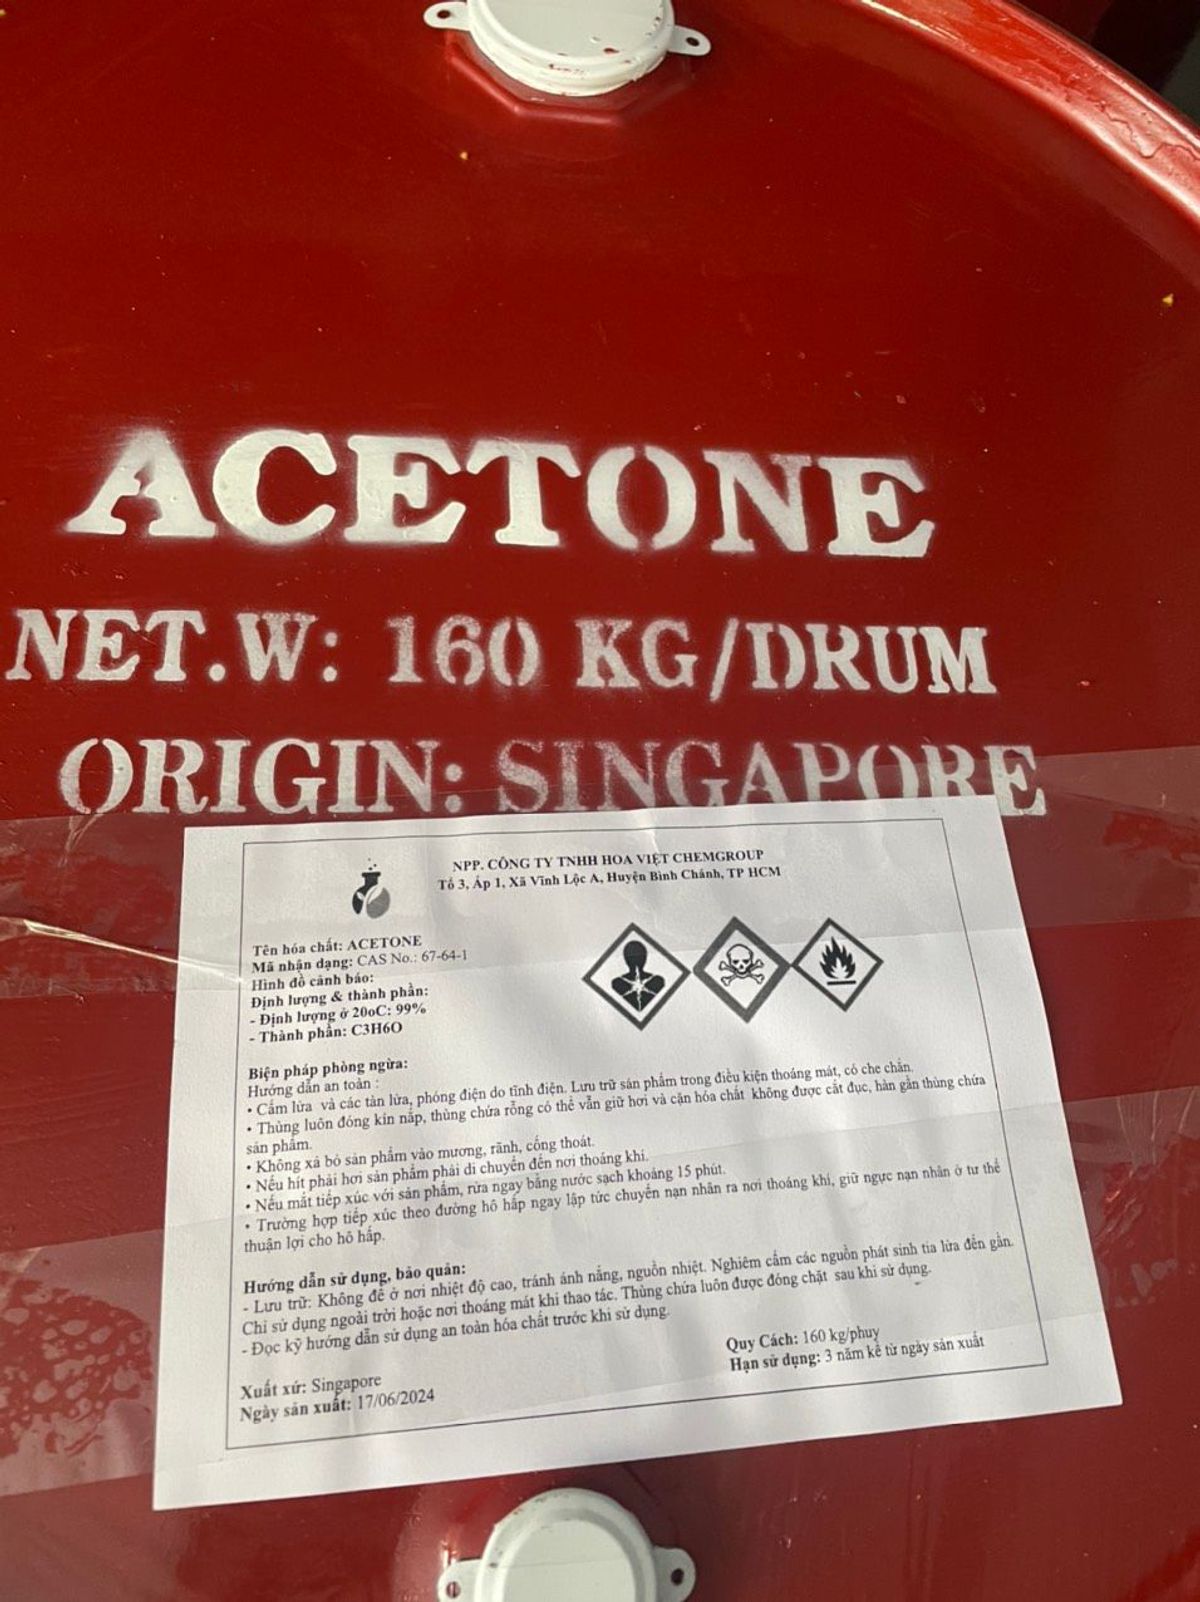 ACETONE
NET.W: 160 KG/DRUM
ORIGIN: SINGAPORE
NPP. CÔNG TY TNHH HOA VIỆT CHEMGROUP
Tổ 3, Ấp 1, Xã Vĩnh Lộc A, Huyện Bình Chánh, TP HCM
Tên hóa chất: ACETONE
Mã nhận dạng: CAS No.: 67-64-1
Hình đồ cảnh báo:
Định lượng & thành phần:
- Định lượng ở 20oC: 99%
- Thành phần: C3H6O
Biện pháp phòng ngừa:
Hướng dẫn an toàn :
• Cấm lửa và các tàn lửa, phóng điện do tĩnh điện. Lưu trữ sản phẩm trong điều kiện thoáng mát, có che chắn.
• Thùng luôn đóng kín nắp, thùng chứa rỗng có thể vẫn giữ hơi và cặn hóa chất không được cắt đục, hàn gần thùng chứa
sản phẩm.
• Không xả bỏ sản phẩm vào mương, rãnh, cống thoát.
• Nếu hít phải hơi sản phẩm phải di chuyển đến nơi thoáng khí.
• Nếu mắt tiếp xúc với sản phẩm, rửa ngay bằng nước sạch khoảng 15 phút.
• Trường hợp tiếp xúc theo đường hô hấp ngay lập tức chuyển nạn nhân ra nơi thoáng khí, giữ ngực nạn nhân ở tư thế
thuận lợi cho hô hấp.
Hướng dẫn sử dụng, bảo quản:
- Lưu trữ: Không để ở nơi nhiệt độ cao, tránh ánh nắng, nguồn nhiệt. Nghiêm cấm các nguồn phát sinh tia lửa đến gần.
Chỉ sử dụng ngoài trời hoặc nơi thoáng mát khi thao tác. Thùng chứa luôn được đóng chặt sau khi sử dụng.
- Đọc kỹ hướng dẫn sử dụng an toàn hóa chất trước khi sử dụng.
Quy Cách: 160 kg/phuy
Hạn sử dụng: 3 năm kể từ ngày sản xuất
Xuất xứ: Singapore
Ngày sản xuất: 17/06/2024